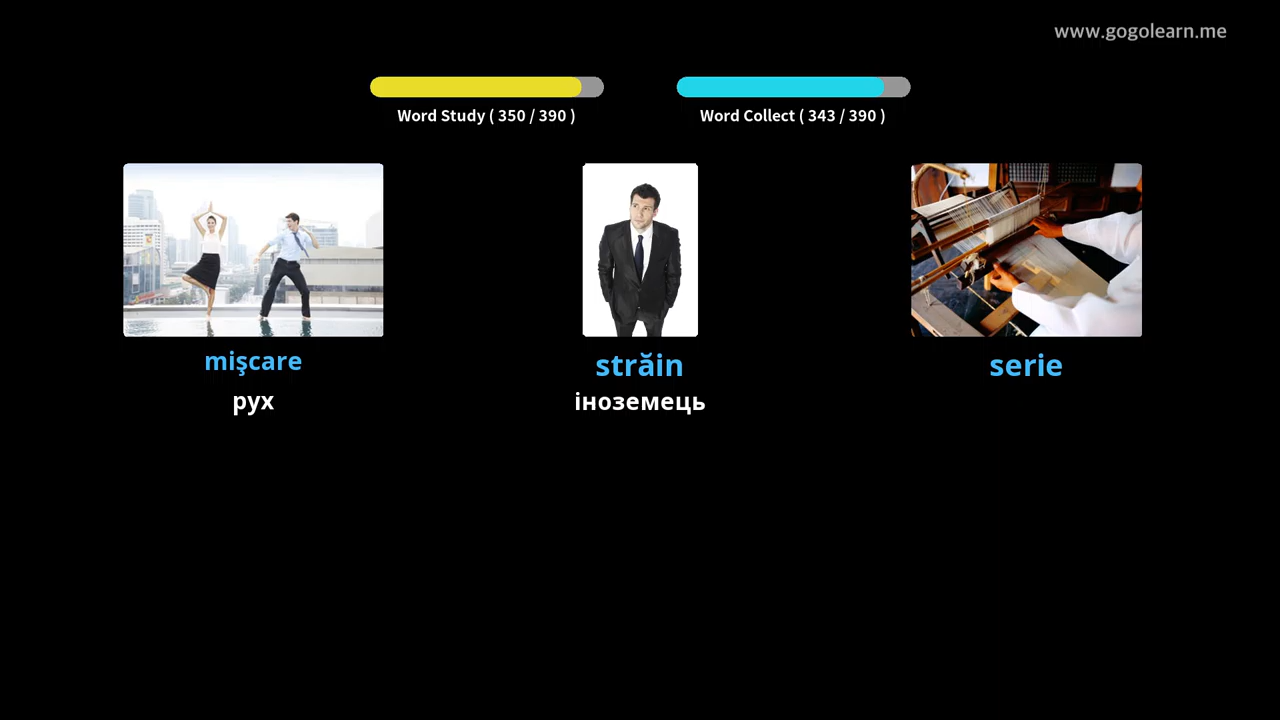 www.gogolearn.me
Word Study ( 350 / 390 )
Word Collect ( 343 / 390 )
mişcare
străin
serie
рух
іноземець